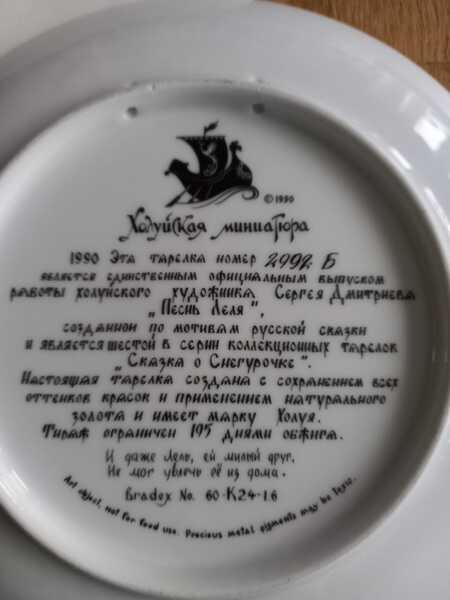 © 1990
Холуйская миниатюра
1990 Эта тарелка номер 2992 Б
является единственным официальным выпуском
работы холуйского художника Сергея Дмитриева
„Песнь Леля",
созданной по мотивам русской сказки
и является шестой в серии коллекционных тарелок
„Сказка о Снегурочке".
Настоящая тарелка создана с сохранением всех
оттенков красок и применением натурального
золота и имеет марку Холуя.
Тираж ограничен 195 днями обжига.
И даже Лель, ей милый друг,
Не мог увлечь её из дома.
Bradex No. 60-K24-1.6
Art object, not for food use. Precious metal pigments may be toxic.